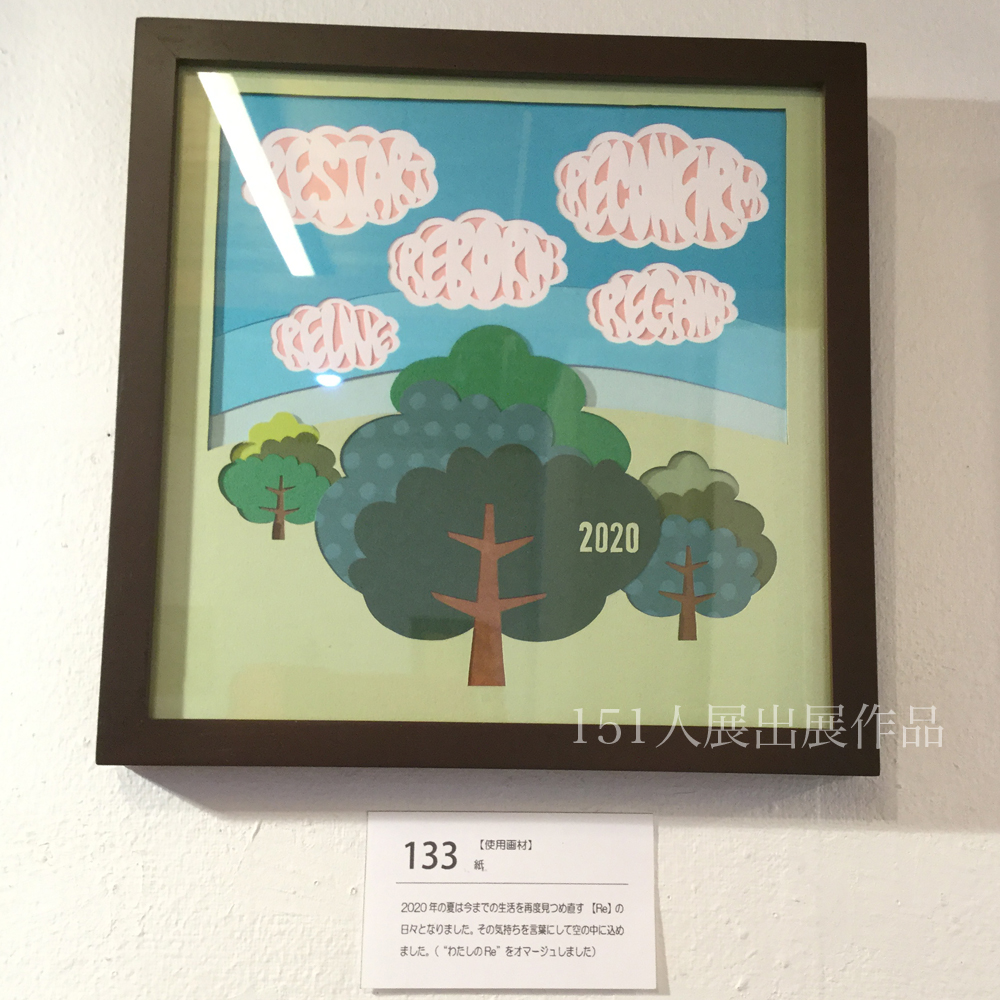 RESTART
RECONFIRM
REBORN
REGAIN
RELIVE
2020
151人展出展作品
133
【使用画材】
紙
2020年の夏は今までの生活を再度見つめ直す【Re】の
日々となりました。その気持ちを言葉にして空の中に込め
ました。(“わたしのRe”をオマージュしました)